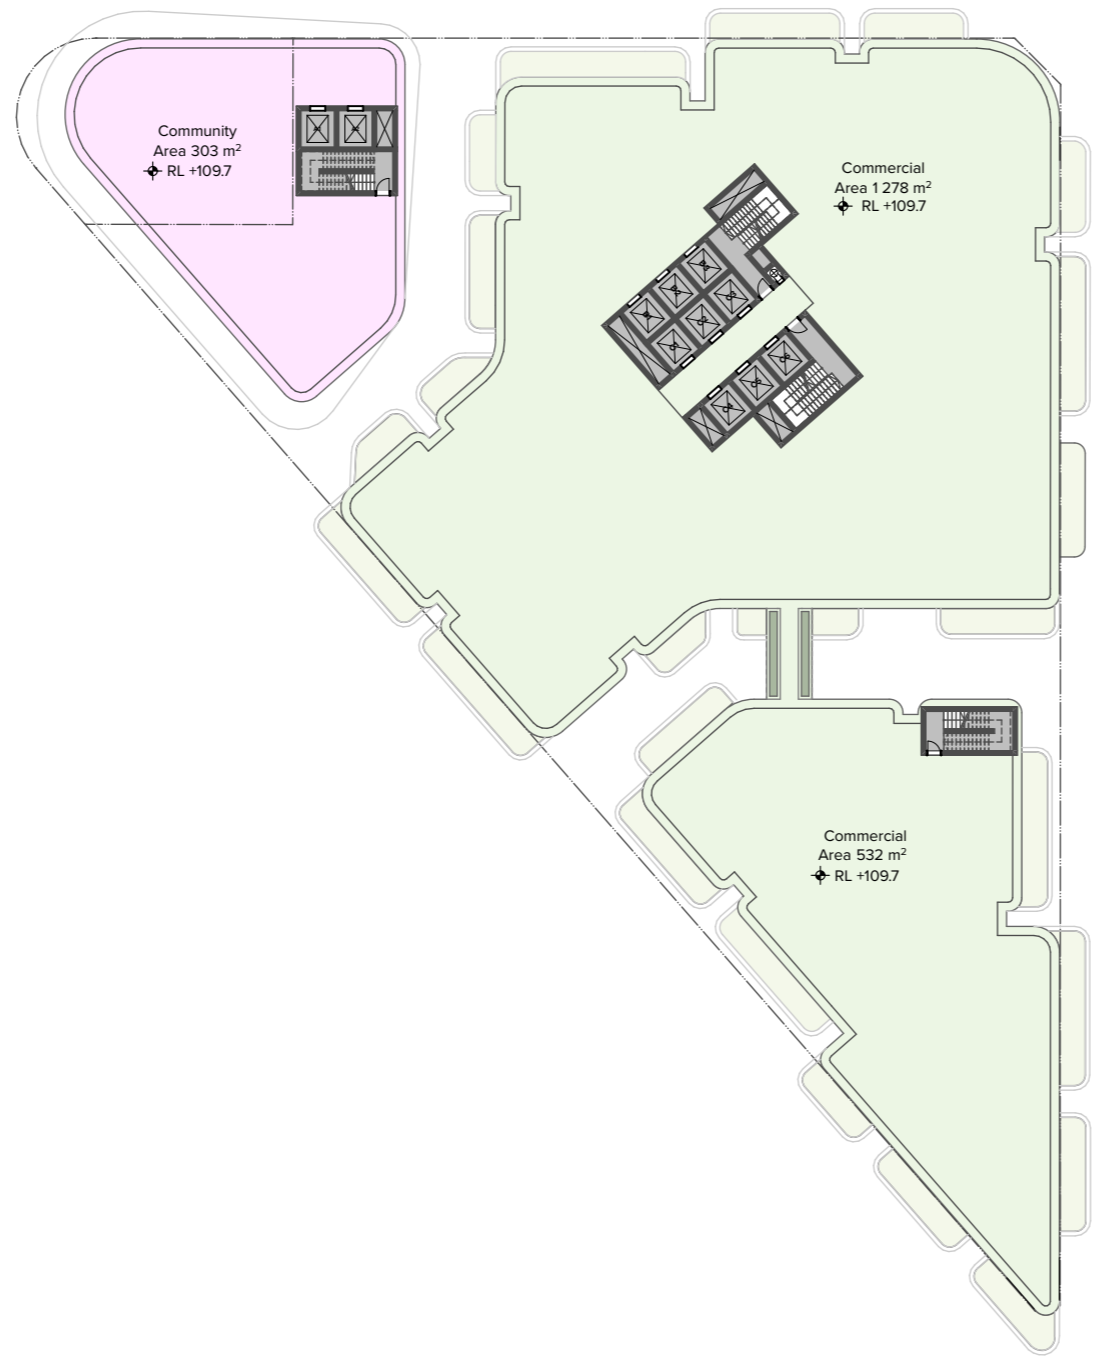 Community
Area 303 m²
RL +109.7
Commercial
Area 1 278 m²
RL +109.7
Commercial
Area 532 m²
RL +109.7